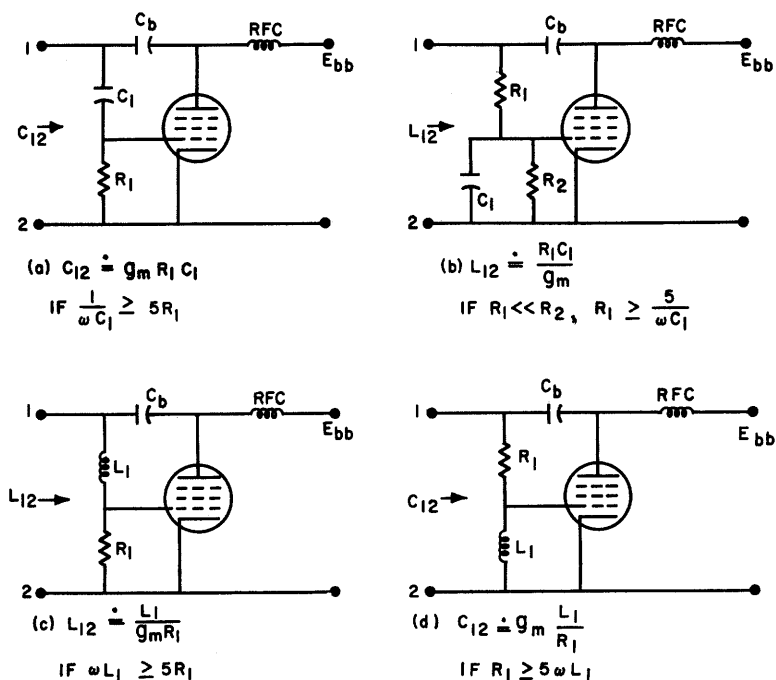 C_b
RFC
1
E_bb
C_1
C_12 →
R_1
2
(a) C_12 ≐ g_m R_1 C_1
IF 1/(ωC_1) ≥ 5R_1
C_b
RFC
1
E_bb
R_1
L_12 →
C_1
R_2
2
(b) L_12 ≐ R_1C_1/g_m
IF R_1 << R_2, R_1 ≥ 5/(ωC_1)
C_b
RFC
1
E_bb
L_1
L_12 →
R_1
2
(c) L_12 ≐ L_1/(g_mR_1)
IF ωL_1 ≥ 5R_1
C_b
RFC
1
E_bb
R_1
C_12 →
L_1
2
(d) C_12 ≐ g_m L_1/R_1
IF R_1 ≥ 5ωL_1